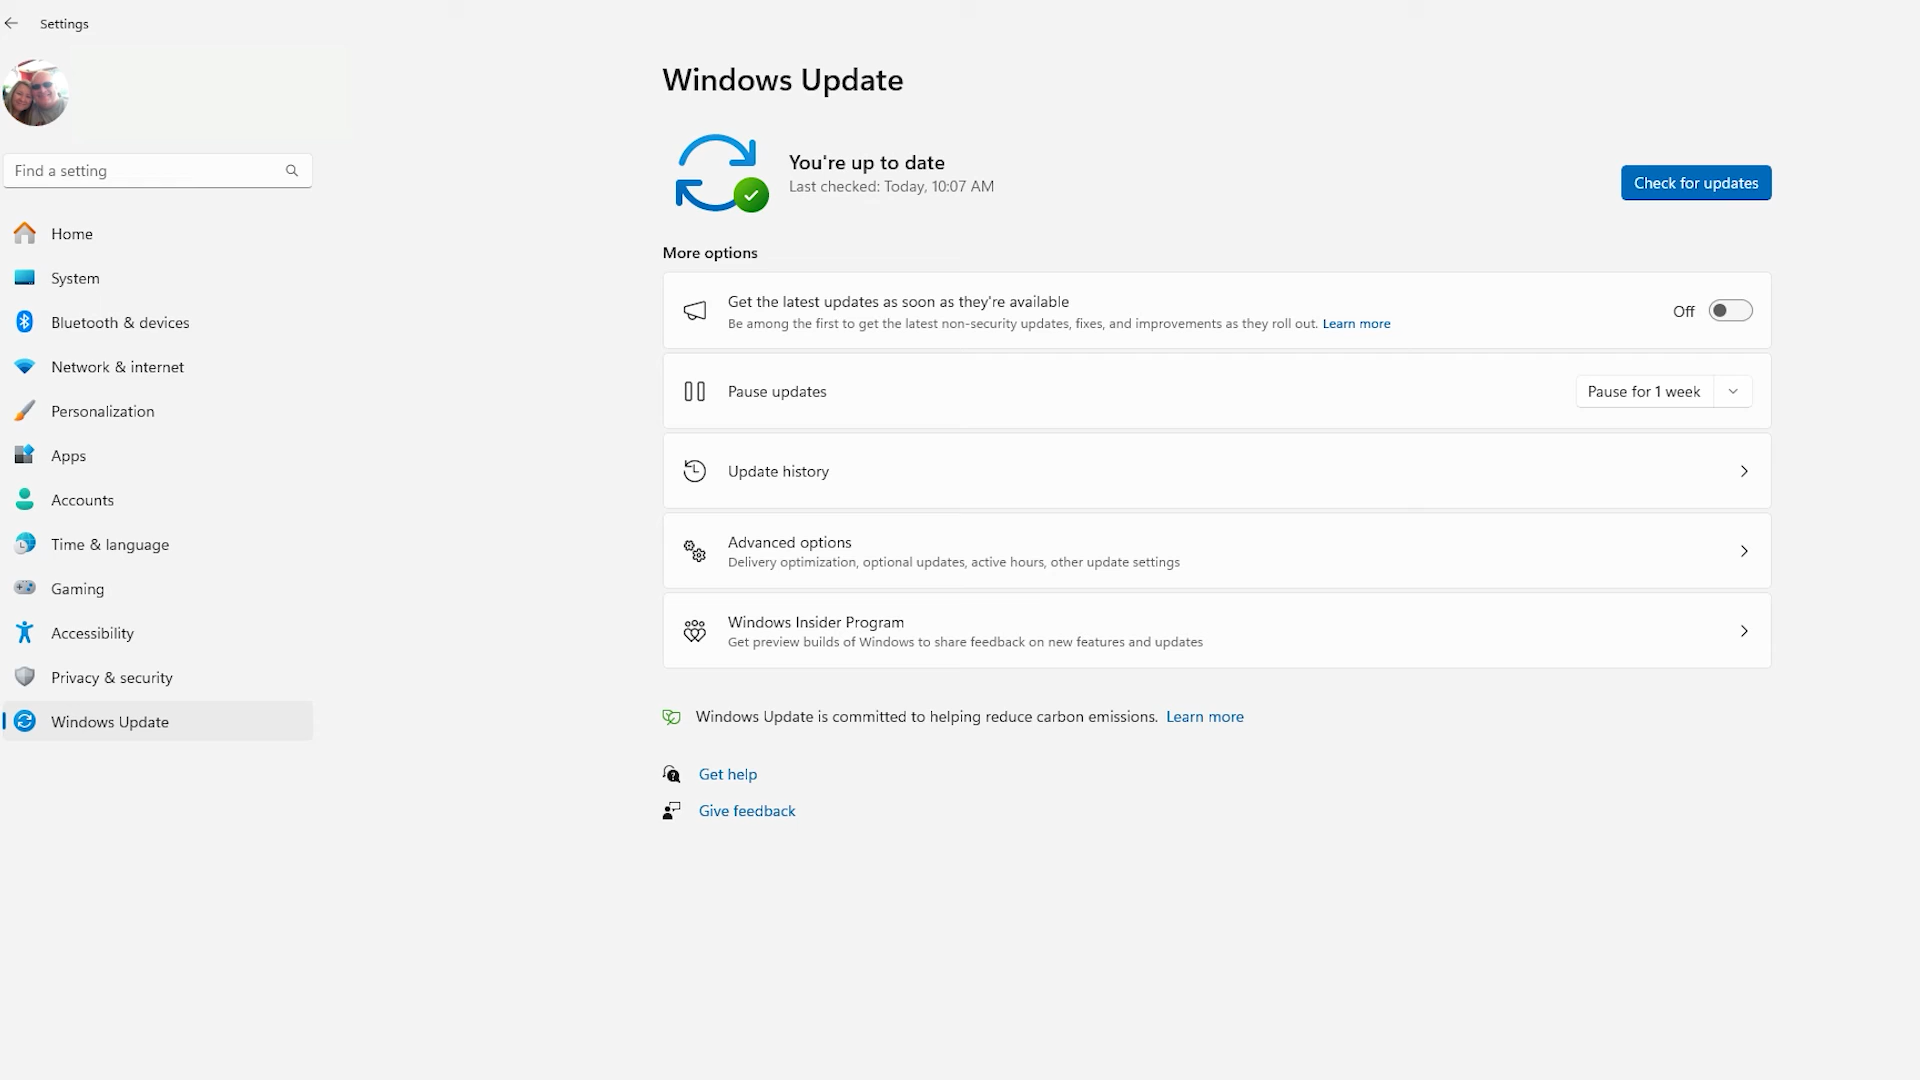 Settings
Find a setting
Home
System
Bluetooth & devices
Network & internet
Personalization
Apps
Accounts
Time & language
Gaming
Accessibility
Privacy & security
Windows Update
Windows Update
You're up to date
Last checked: Today, 10:07 AM
Check for updates
More options
Get the latest updates as soon as they're available
Be among the first to get the latest non-security updates, fixes, and improvements as they roll out. Learn more
Off
Pause updates
Pause for 1 week
Update history
Advanced options
Delivery optimization, optional updates, active hours, other update settings
Windows Insider Program
Get preview builds of Windows to share feedback on new features and updates
Windows Update is committed to helping reduce carbon emissions. Learn more
Get help
Give feedback